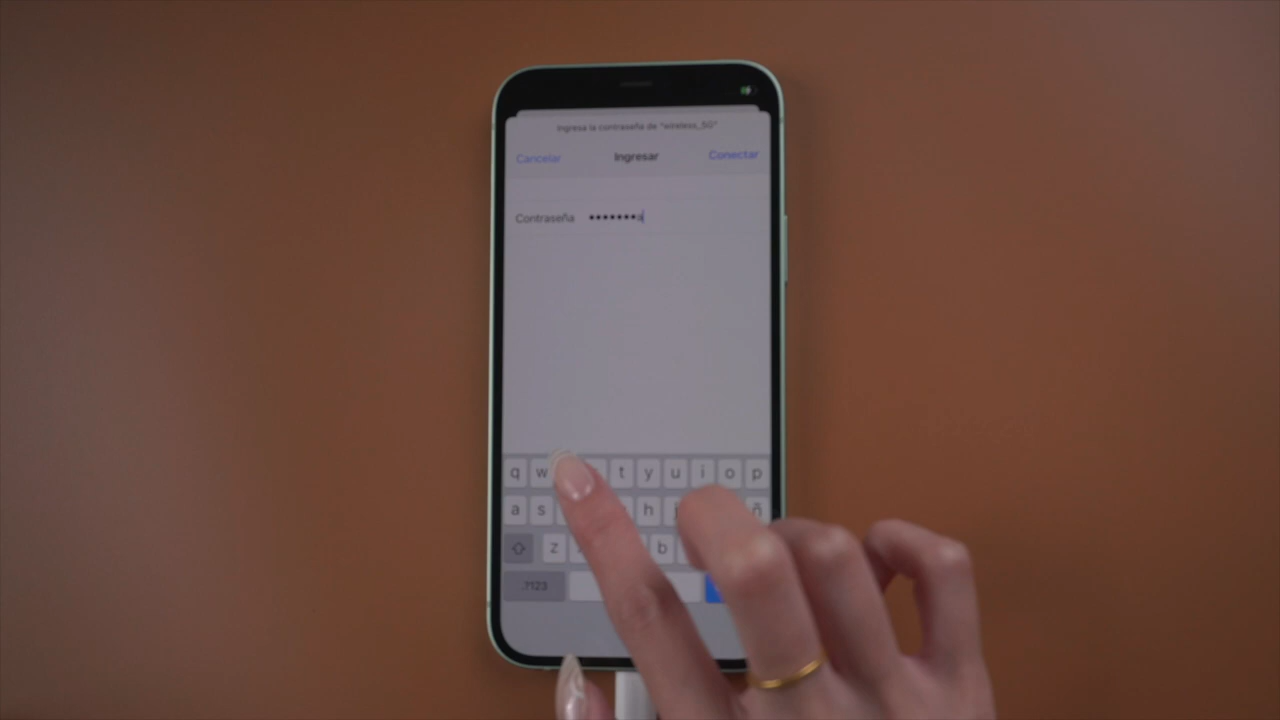 Ingresa la contraseña de "wireless_5G"
Cancelar Ingresar Conectar
Contraseña •••••••a
q w t y u i o p
a s h j ñ
z b
.?123